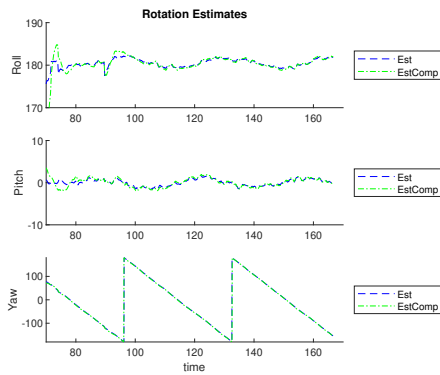 Rotation Estimates
190
180
170
Roll
80 100 120 140 160
Est
EstComp
10
0
-10
Pitch
80 100 120 140 160
Est
EstComp
100
0
-100
Yaw
80 100 120 140 160
time
Est
EstComp